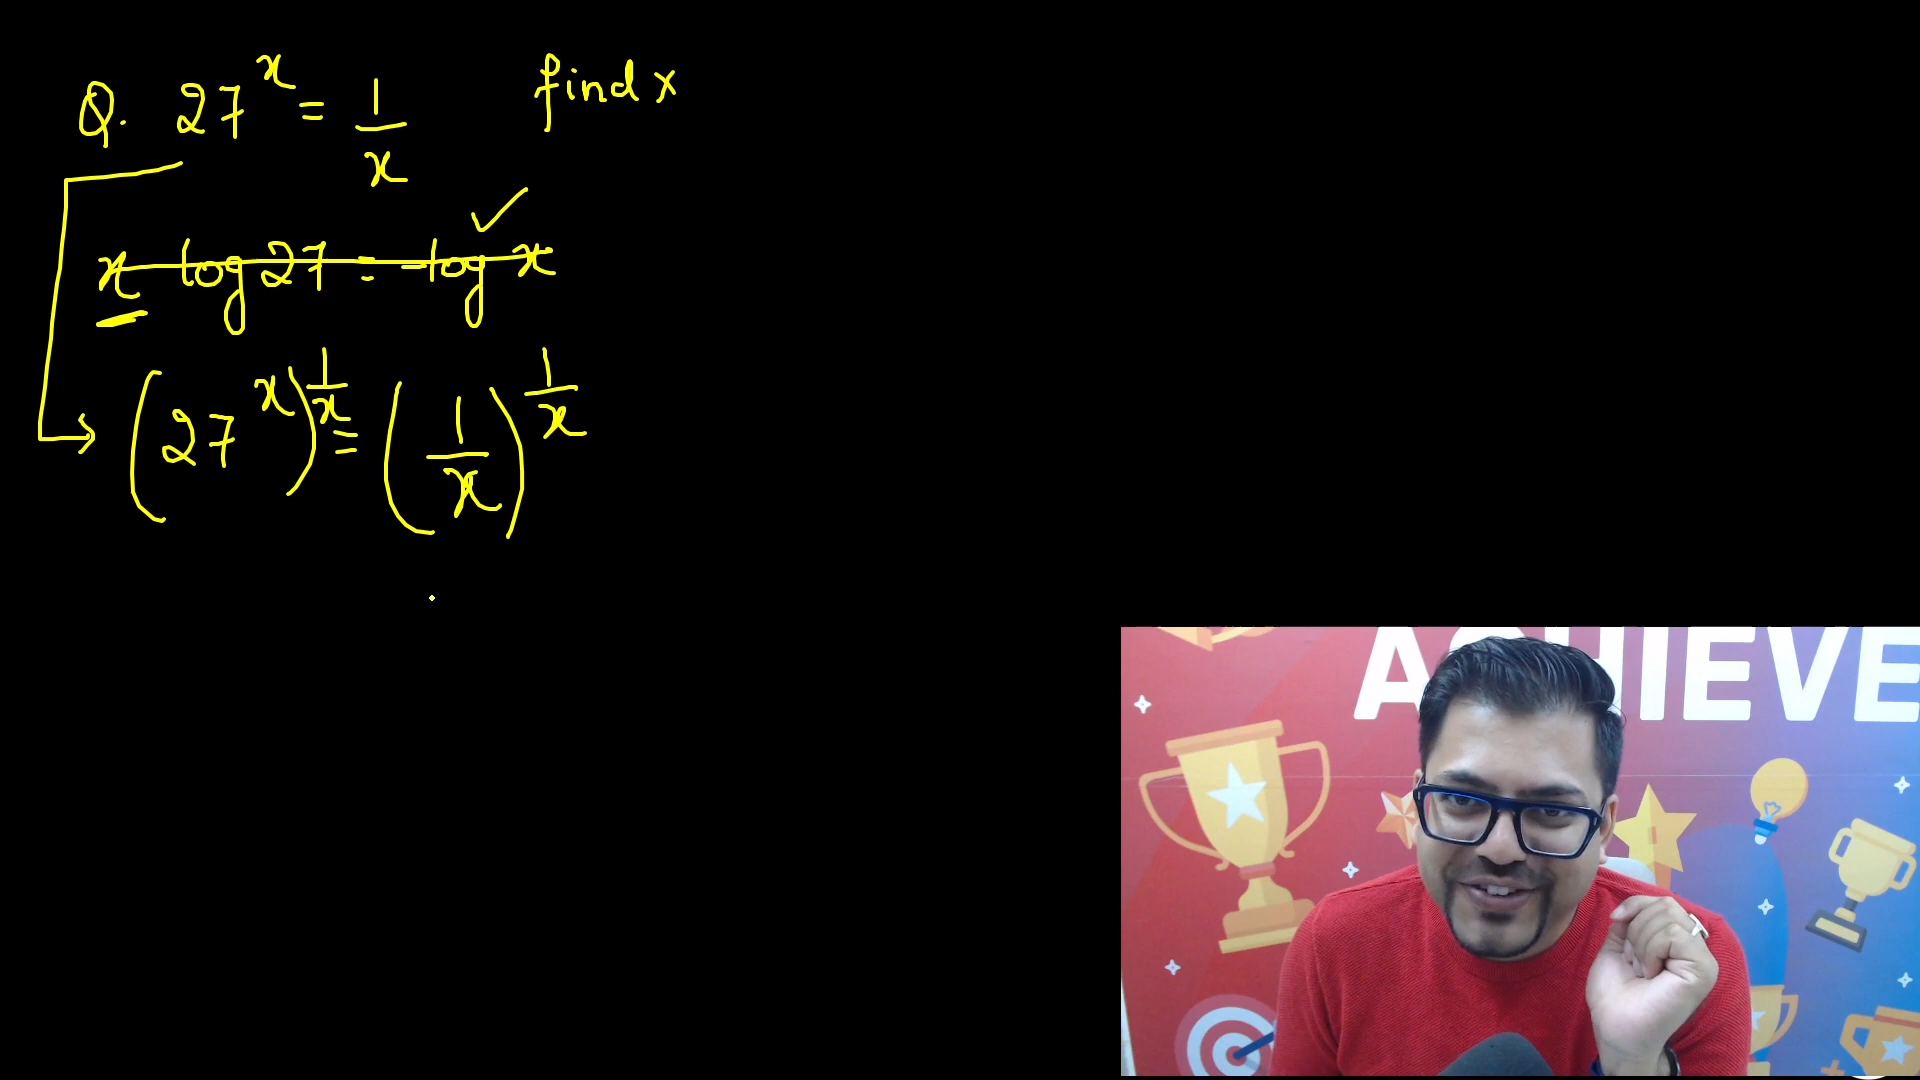 Q. 27^x = 1/x find x
x log 27 = -log x
(27^x)^(1/x) = (1/x)^(1/x)
ACHIEVE